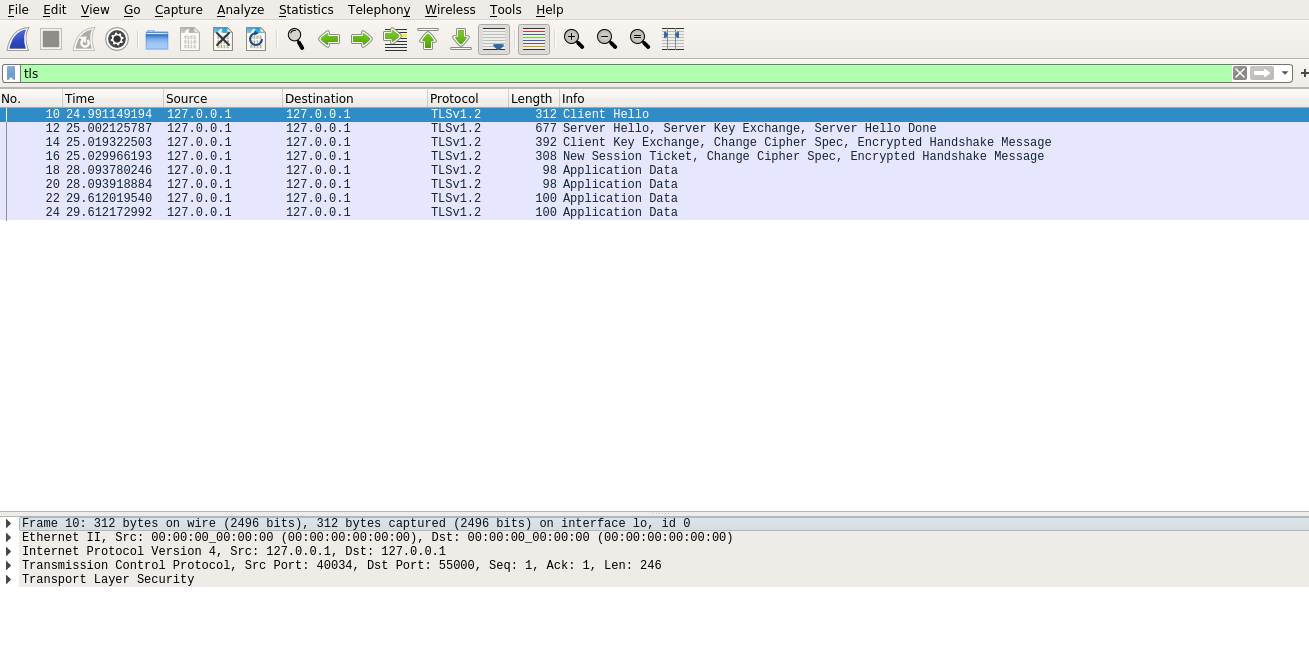 File Edit View Go Capture Analyze Statistics Telephony Wireless Tools Help
tls
No. Time Source Destination Protocol Length Info
10 24.991149194 127.0.0.1 127.0.0.1 TLSv1.2 312 Client Hello
12 25.002125787 127.0.0.1 127.0.0.1 TLSv1.2 677 Server Hello, Server Key Exchange, Server Hello Done
14 25.019322503 127.0.0.1 127.0.0.1 TLSv1.2 392 Client Key Exchange, Change Cipher Spec, Encrypted Handshake Message
16 25.029966193 127.0.0.1 127.0.0.1 TLSv1.2 308 New Session Ticket, Change Cipher Spec, Encrypted Handshake Message
18 28.093780246 127.0.0.1 127.0.0.1 TLSv1.2 98 Application Data
20 28.093918884 127.0.0.1 127.0.0.1 TLSv1.2 98 Application Data
22 29.612019540 127.0.0.1 127.0.0.1 TLSv1.2 100 Application Data
24 29.612172992 127.0.0.1 127.0.0.1 TLSv1.2 100 Application Data
Frame 10: 312 bytes on wire (2496 bits), 312 bytes captured (2496 bits) on interface lo, id 0
Ethernet II, Src: 00:00:00_00:00:00 (00:00:00:00:00:00), Dst: 00:00:00_00:00:00 (00:00:00:00:00:00)
Internet Protocol Version 4, Src: 127.0.0.1, Dst: 127.0.0.1
Transmission Control Protocol, Src Port: 40034, Dst Port: 55000, Seq: 1, Ack: 1, Len: 246
Transport Layer Security